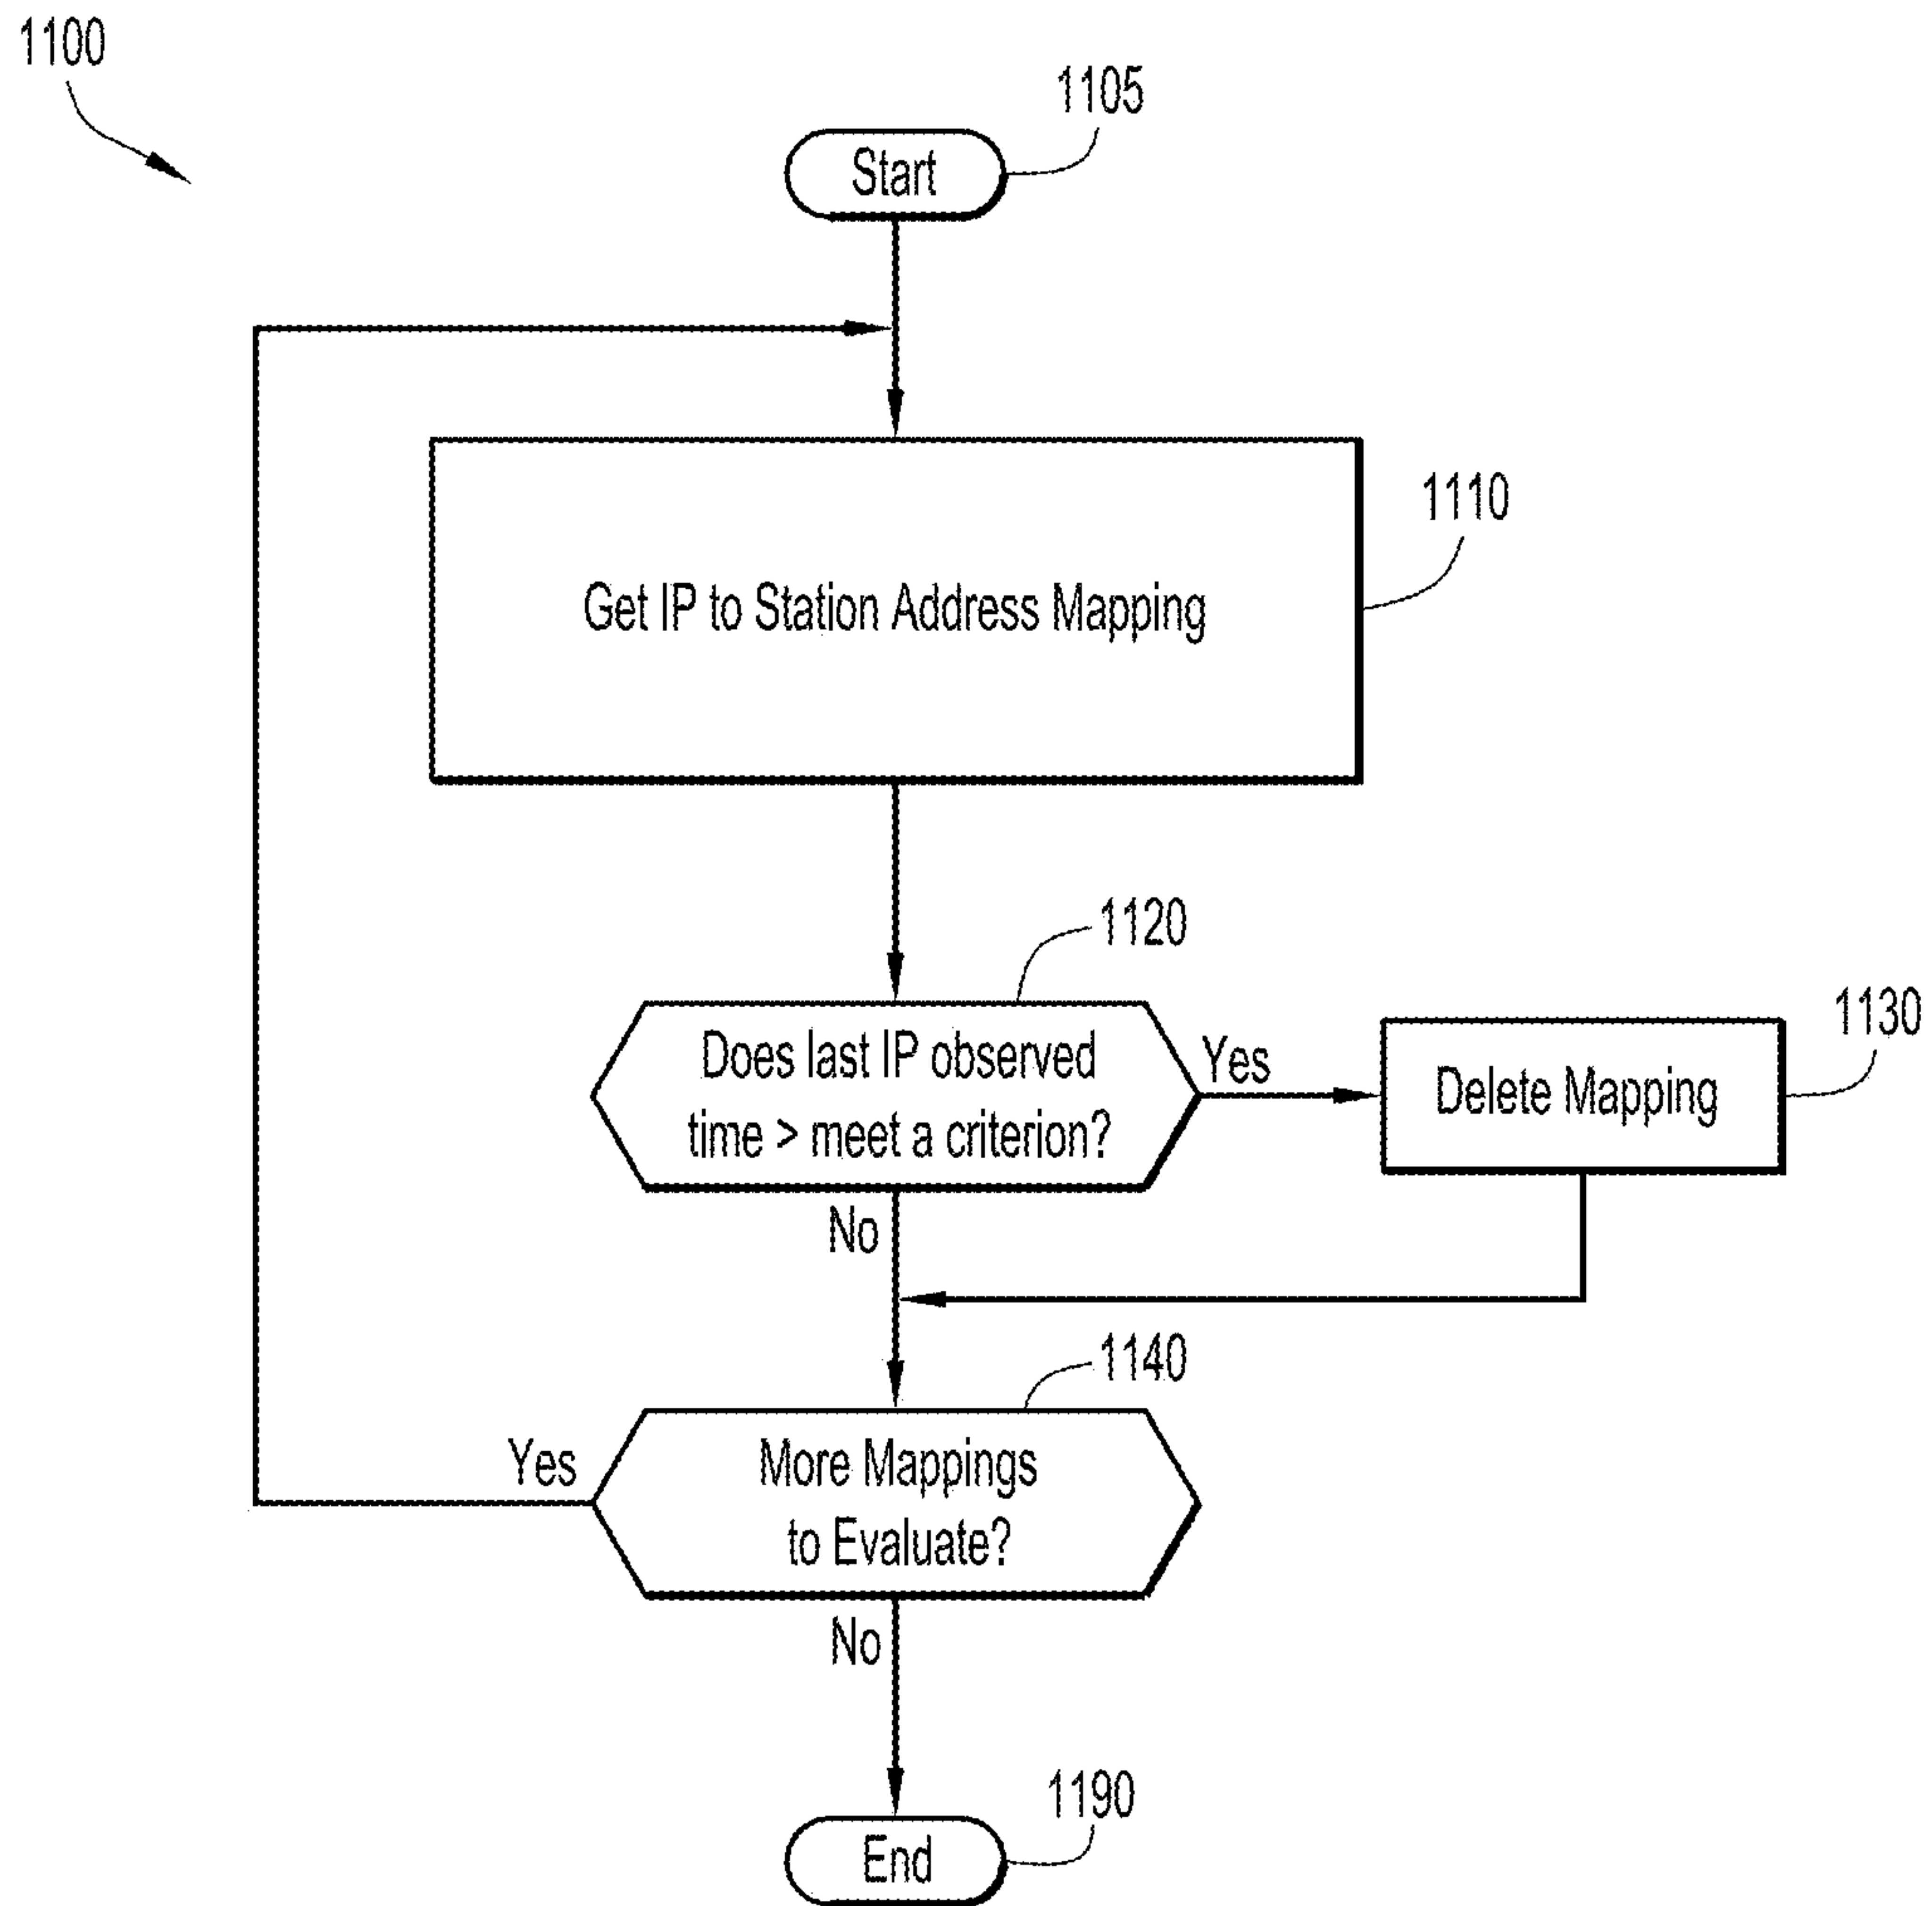 1100
1105
Start
1110
Get IP to Station Address Mapping
1120
1130
Does last IP observed
time > meet a criterion?
Yes
Delete Mapping
No
1140
Yes
More Mappings
to Evaluate?
No
1190
End